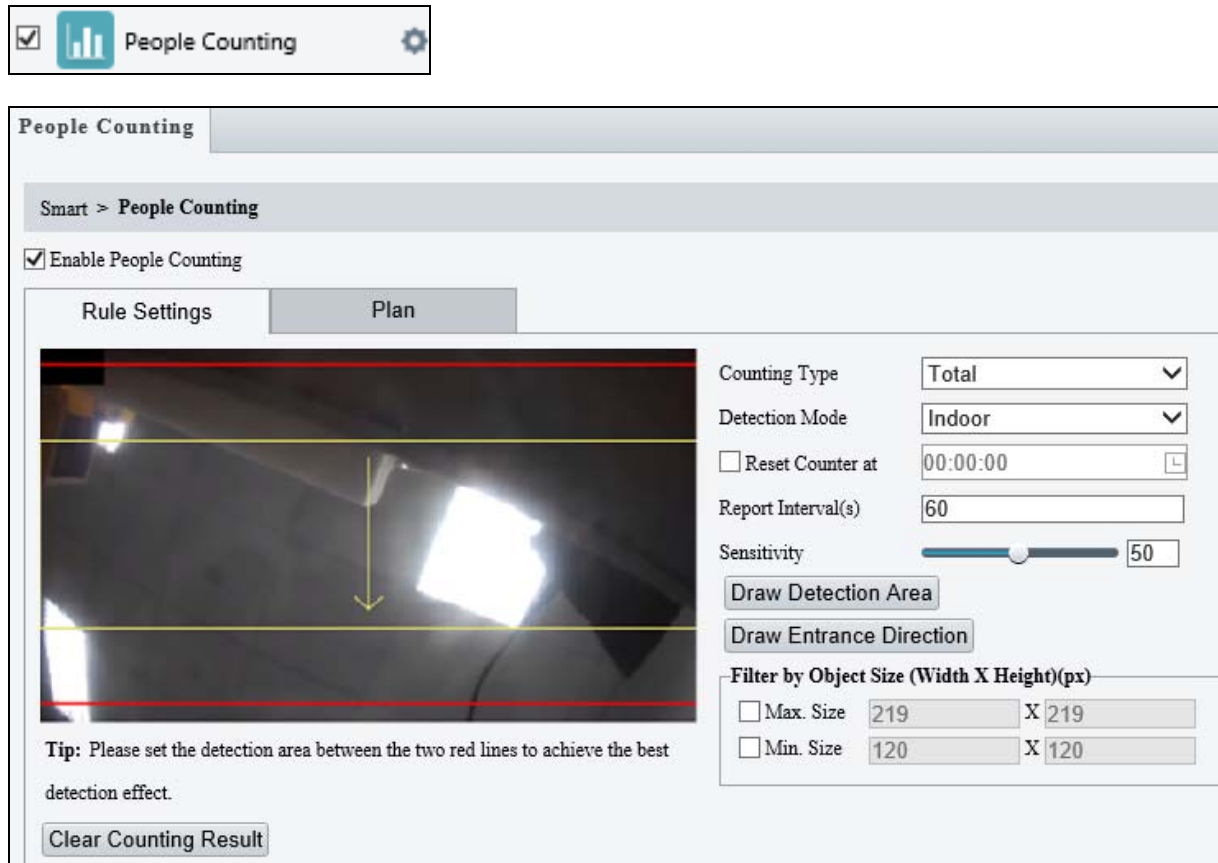 People Counting
People Counting
Smart > People Counting
Enable People Counting
Rule Settings
Plan
Counting Type
Total
Detection Mode
Indoor
Reset Counter at
00:00:00
Report Interval(s)
60
Sensitivity
50
Draw Detection Area
Draw Entrance Direction
Filter by Object Size (Width X Height)(px)
Max. Size 219 X 219
Min. Size 120 X 120
Tip: Please set the detection area between the two red lines to achieve the best
detection effect.
Clear Counting Result